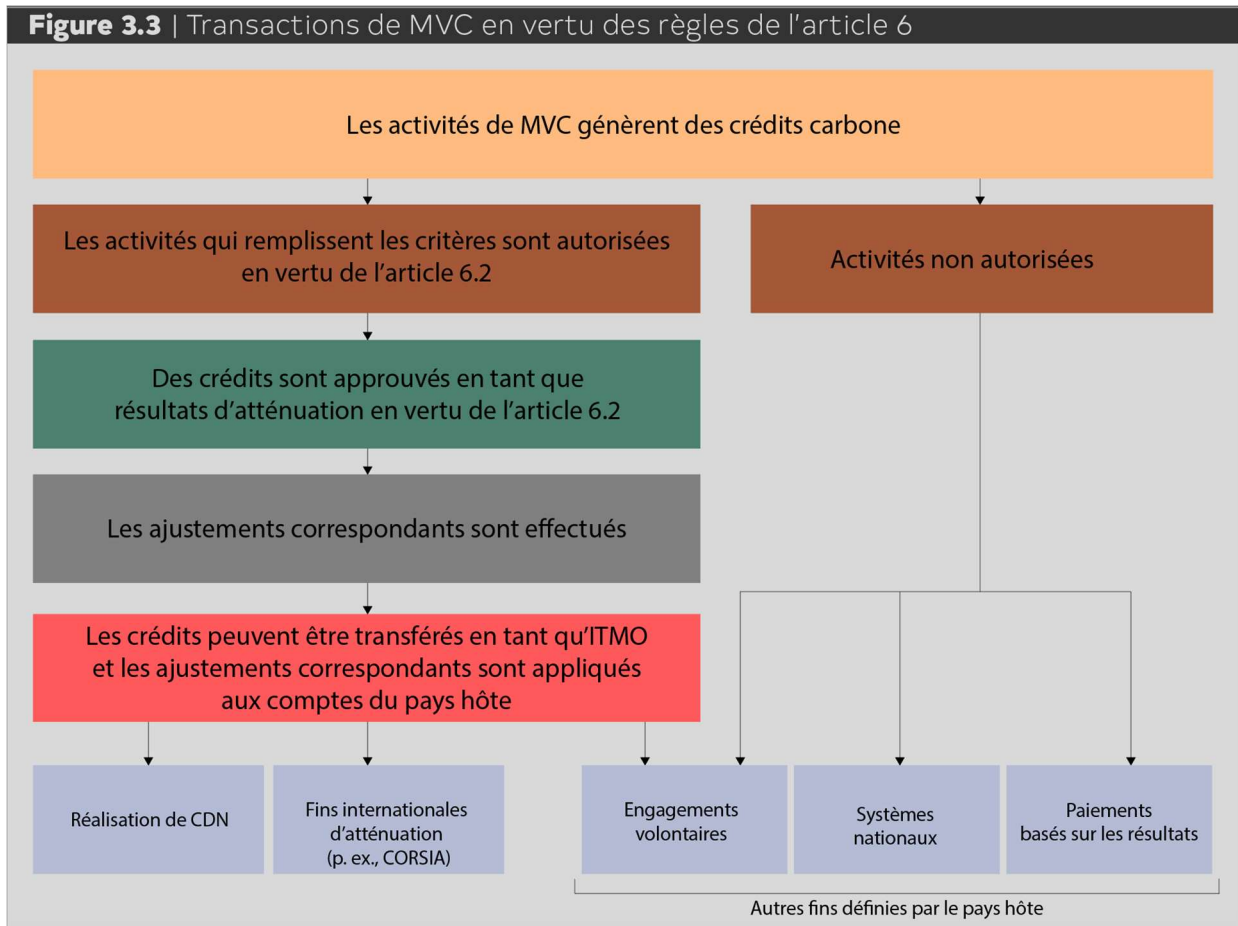 Figure 3.3 | Transactions de MVC en vertu des règles de l'article 6
Les activités de MVC génèrent des crédits carbone
Les activités qui remplissent les critères sont autorisées
en vertu de l'article 6.2
Activités non autorisées
Des crédits sont approuvés en tant que
résultats d'atténuation en vertu de l'article 6.2
Les ajustements correspondants sont effectués
Les crédits peuvent être transférés en tant qu'ITMO
et les ajustements correspondants sont appliqués
aux comptes du pays hôte
Réalisation de CDN
Fins internationales
d'atténuation
(p. ex., CORSIA)
Engagements
volontaires
Systèmes
nationaux
Paiements
basés sur les résultats
Autres fins définies par le pays hôte